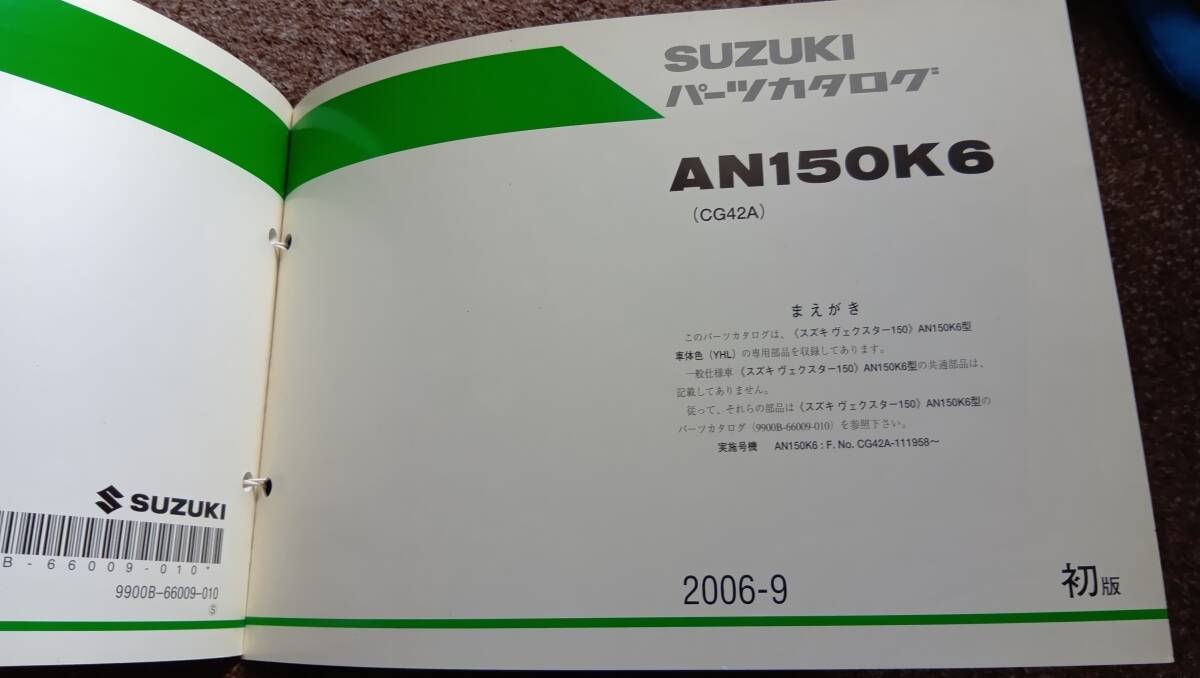 SUZUKI
B-66009-010*
9900B-66009-010
Ⓢ
SUZUKI
パーツカタログ
AN150K6
(CG42A)
まえがき
このパーツカタログは、〈スズキ ヴェクスター150〉AN150K6型
車体色(YHL)の専用部品を収録してあります。
一般仕様車〈スズキ ヴェクスター150〉AN150K6型の共通部品は、
記載してありません。
従って、それらの部品は〈スズキ ヴェクスター150〉AN150K6型の
パーツカタログ(9900B-66009-010)を参照下さい。
実施号機 AN150K6 : F. No. CG42A-111958～
2006-9
初版